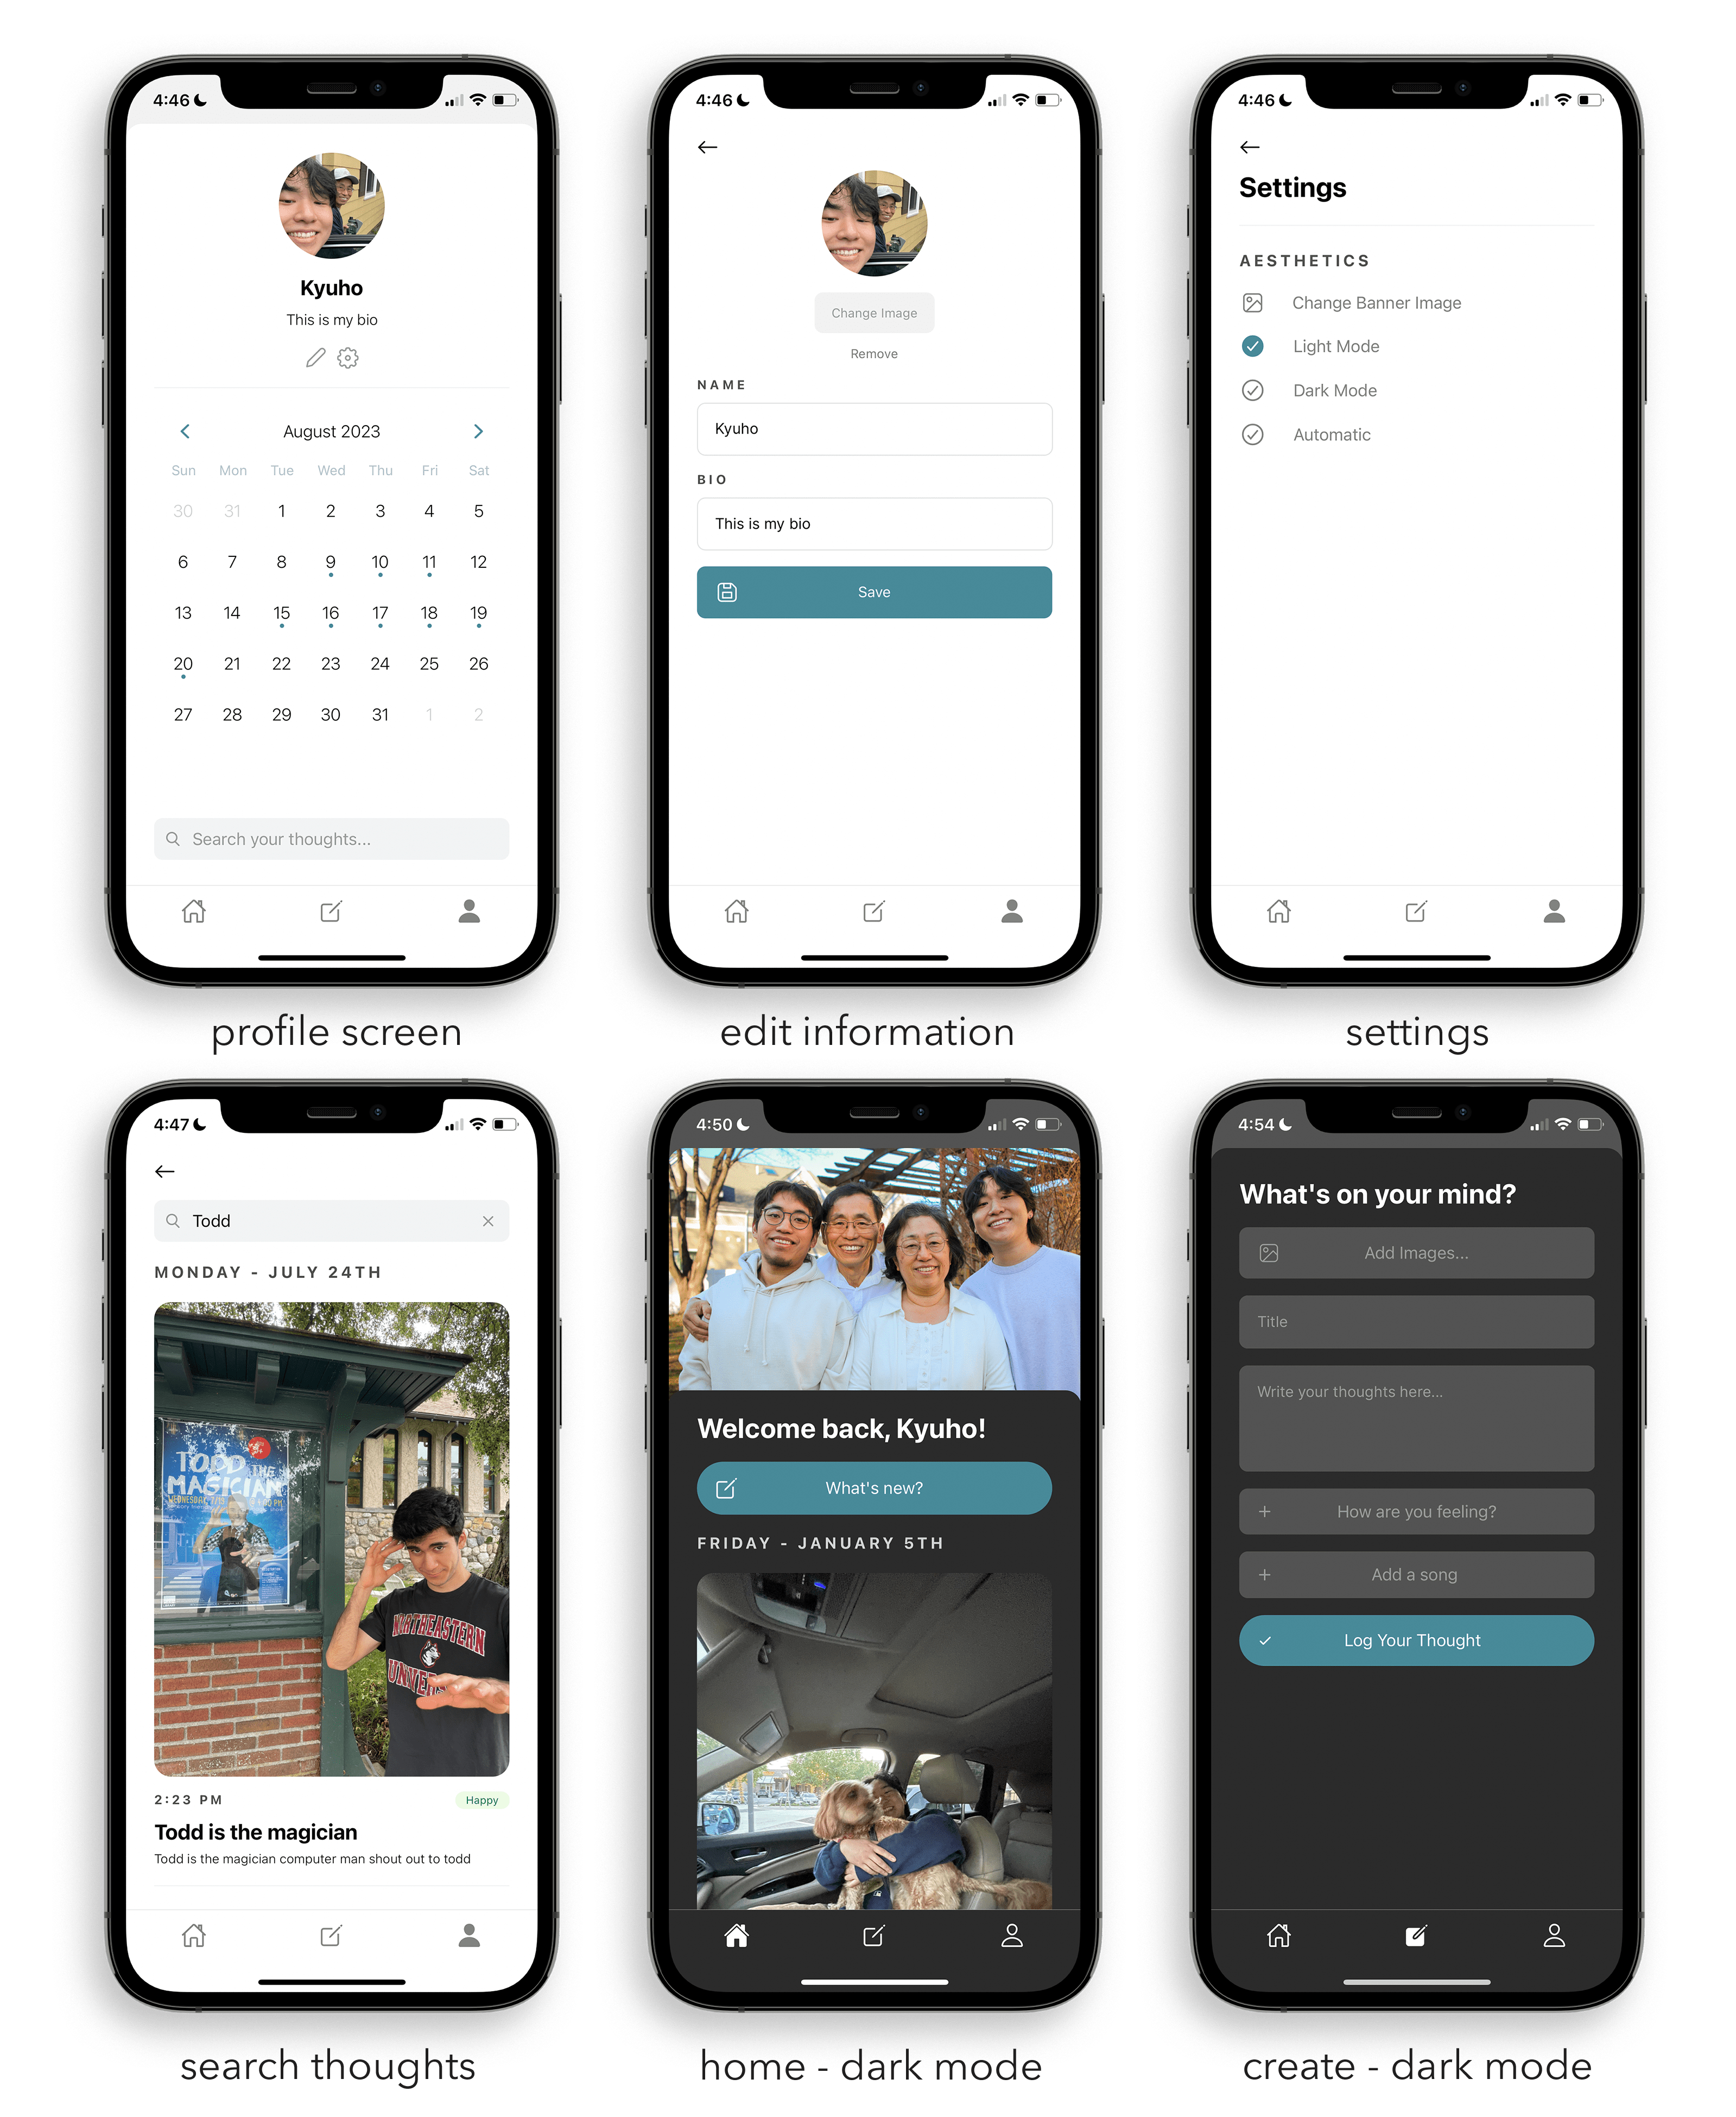 4:46
Kyuho
This is my bio
August 2023
Sun Mon Tue Wed Thu Fri Sat
30 31 1 2 3 4 5
6 7 8 9 10 11 12
13 14 15 16 17 18 19
20 21 22 23 24 25 26
27 28 29 30 31 1 2
Search your thoughts...
profile screen
4:46
Change Image
Remove
NAME
Kyuho
BIO
This is my bio
Save
edit information
4:46
Settings
AESTHETICS
Change Banner Image
Light Mode
Dark Mode
Automatic
settings
4:47
Todd
MONDAY - JULY 24TH
TODD THE
MAGICIAN
NORTHEASTERN
2:23 PM
Happy
Todd is the magician
Todd is the magician computer man shout out to todd
search thoughts
4:50
Welcome back, Kyuho!
What's new?
FRIDAY - JANUARY 5TH
home - dark mode
4:54
What's on your mind?
Add Images...
Title
Write your thoughts here...
+ How are you feeling?
+ Add a song
Log Your Thought
create - dark mode